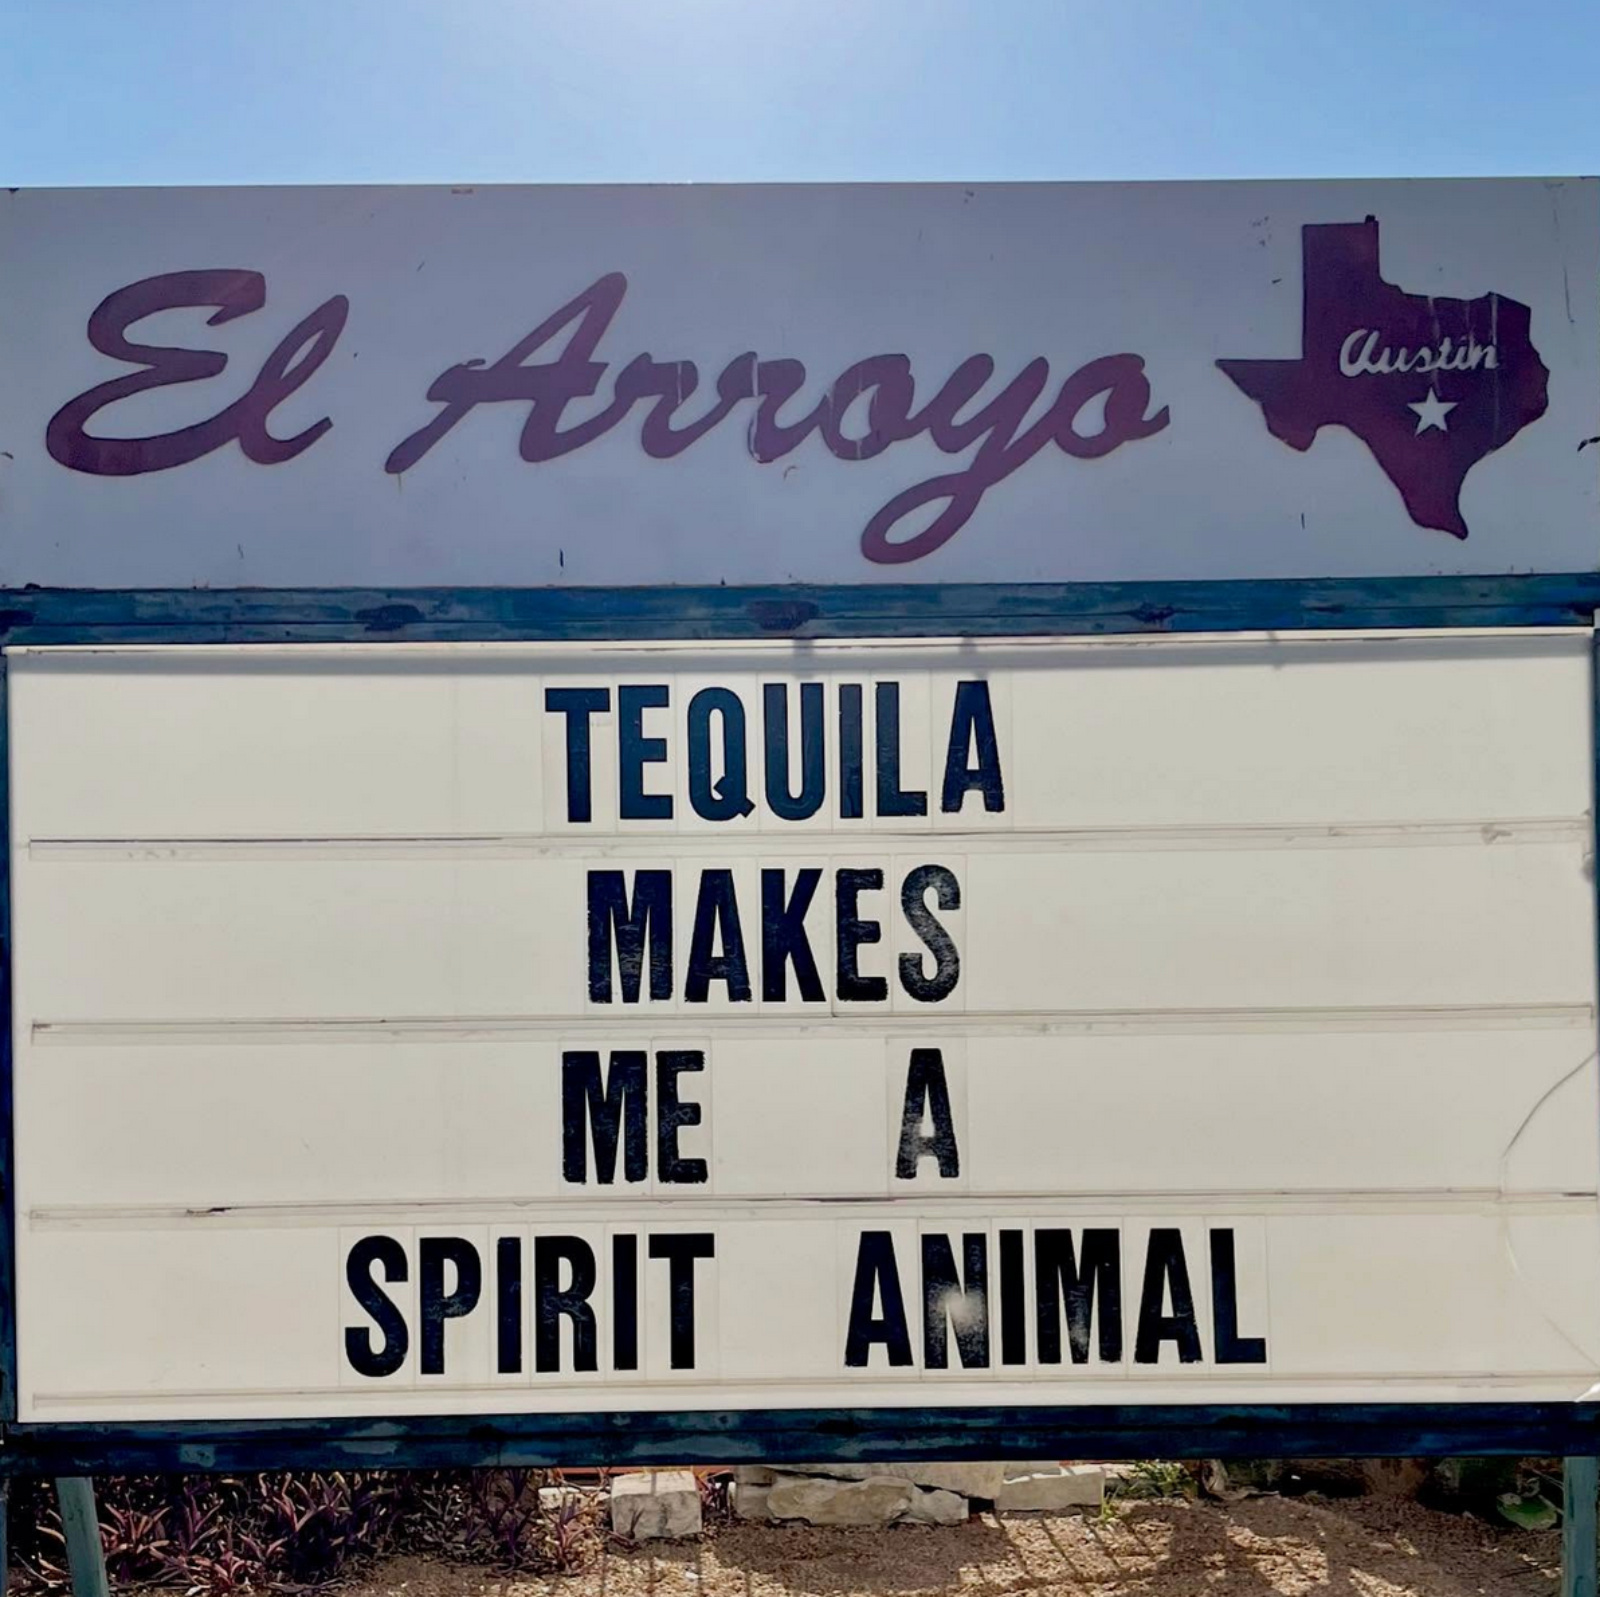 El Arroyo
Austin
TEQUILA
MAKES
ME A
SPIRIT ANIMAL